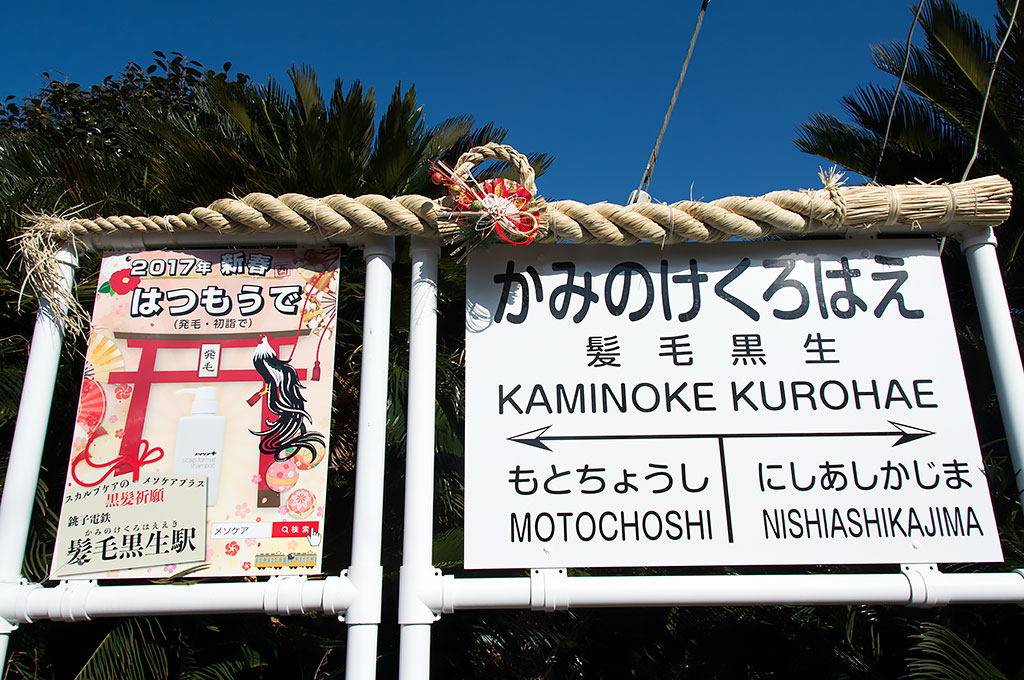 2017年 新春
はつもうで
(発毛・初詣で)
発毛
スカルプケアの メソケアプラス
黒髪祈願
銚子電鉄
かみのけくろはええき
髪毛黒生駅
scalp format
shampoo
メソケア
検索
かみのけくろはえ
髪毛黒生
KAMINOKE KUROHAE
もとちょうし
MOTOCHOSHI
にしあしかじま
NISHIASHIKAJIMA